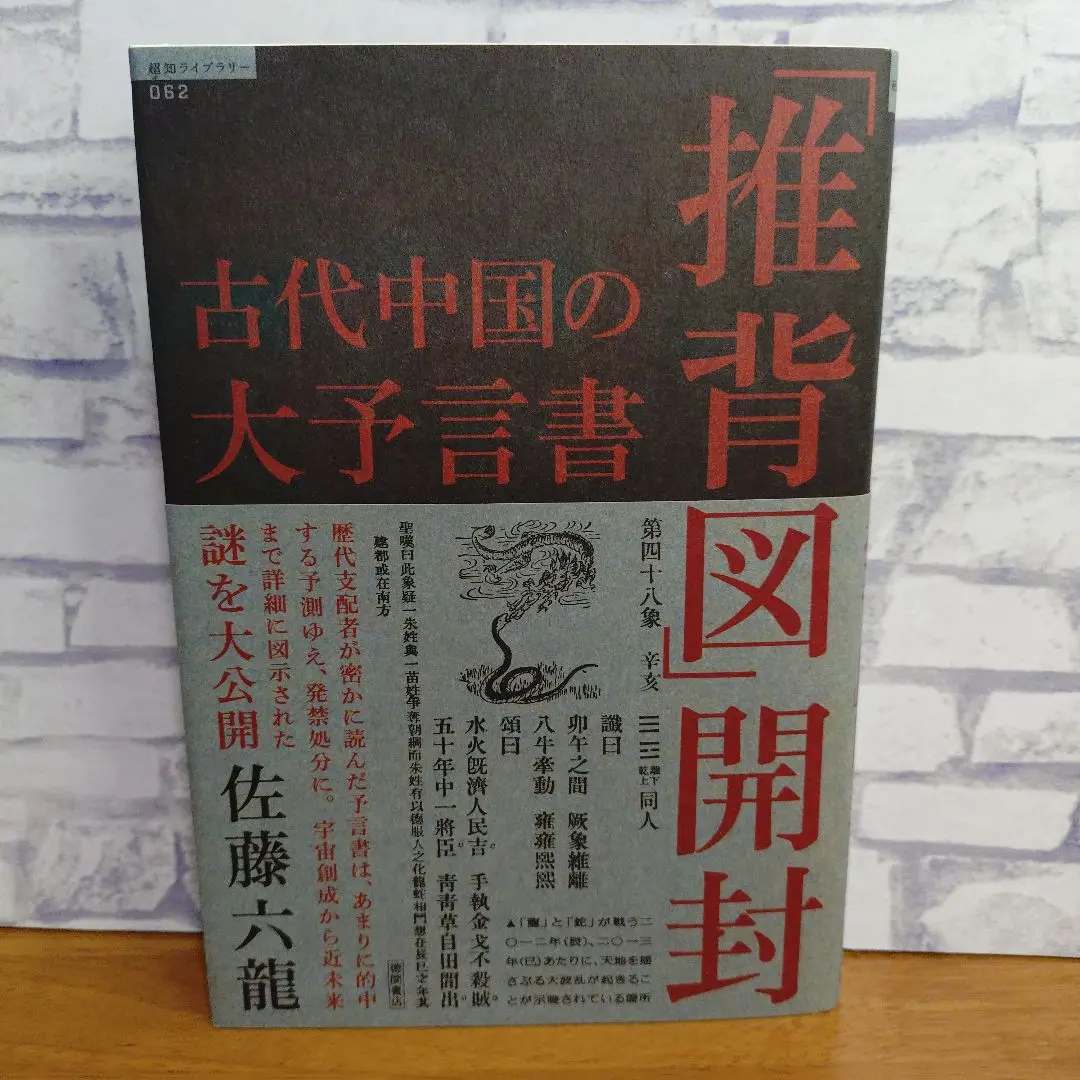 超知ライブラリー
062
「推背図」開封
古代中国の
大予言書
第四十八象 辛亥
離下
乾上
同人
讖曰
卯午之間 厥象維離
八牛牽動 雍雍熙熙
頌曰
水火旣濟人民吉。 手執金戈不殺賊。
五十年中一將臣。 靑靑草自田間出。
聖嘆曰此象疑一朱姓與一苗姓爭奪朝綱而朱姓有以德服人之化龍蛇相鬥想在辰巳之年其
建都或在南方
▲「龍」と「蛇」が戦う二
〇一二年(辰)、二〇一三
年(巳)あたりに、天地を揺
さぶる大波乱が起きるこ
とが示唆されている箇所
歴代支配者が密かに読んだ予言書は、あまりに的中
する予測ゆえ、発禁処分に。宇宙創成から近未来
まで詳細に図示された
謎を大公開
佐藤六龍
徳間書店